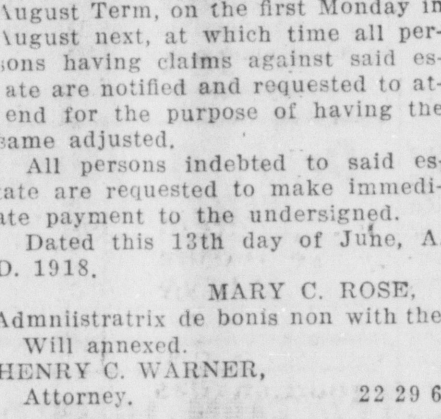 August Term, on the first Monday in
August next, at which time all per-
sons having claims against said es-
ate are notified and requested to at-
end for the purpose of having the
same adjusted.
All persons indebted to said es-
tate are requested to make immedi-
ate payment to the undersigned.
Dated this 13th day of June, A.
D. 1918.
MARY C. ROSE,
Admniistratrix de bonis non with the
Will annexed.
HENRY C. WARNER,
Attorney. 22 29 6